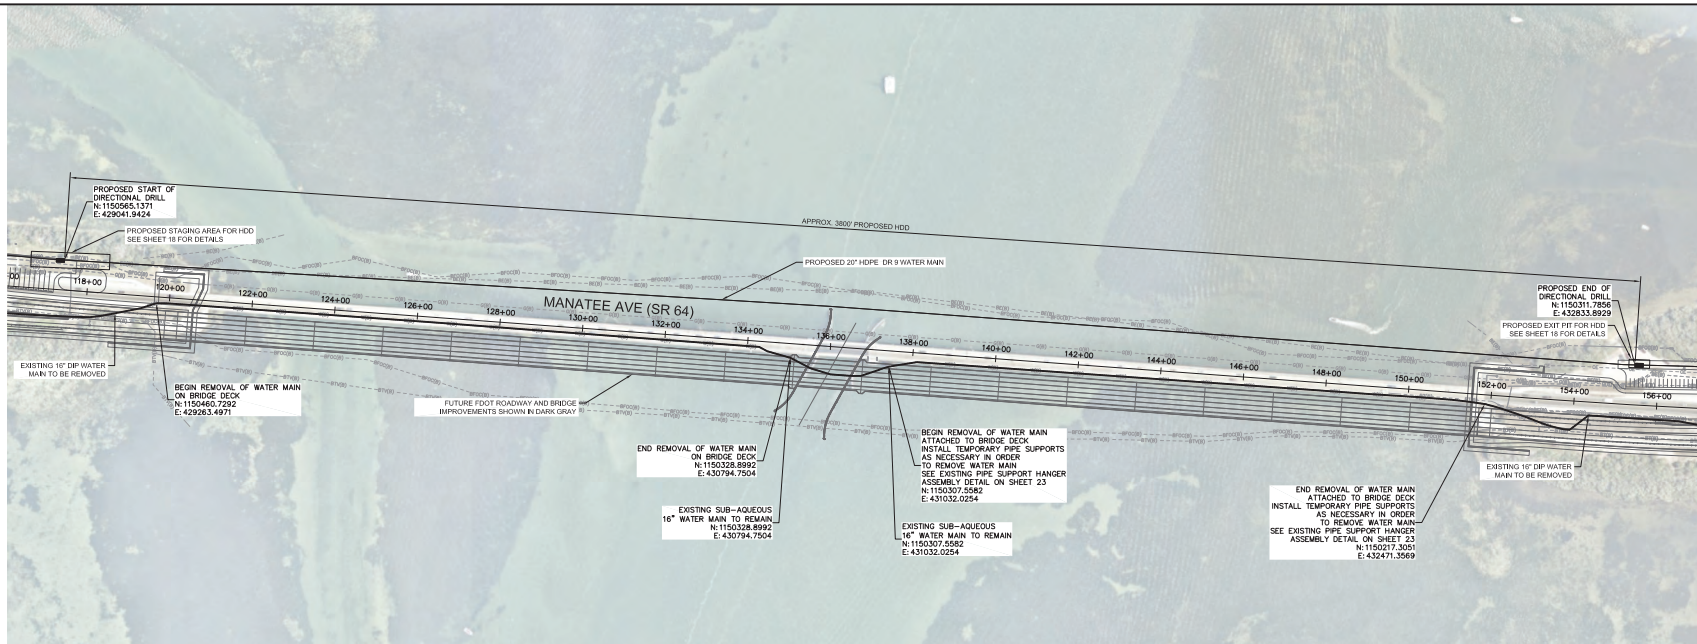 PROPOSED START OF
DIRECTIONAL DRILL
N: 1150565.1371
E: 429041.9424
PROPOSED STAGING AREA FOR HDD
SEE SHEET 18 FOR DETAILS
APPROX. 3800' PROPOSED HDD
PROPOSED 20" HDPE DR 9 WATER MAIN
PROPOSED END OF
DIRECTIONAL DRILL
N: 1150311.7856
E: 432833.8929
PROPOSED EXIT PIT FOR HDD
SEE SHEET 18 FOR DETAILS
MANATEE AVE (SR 64)
118+00
120+00
122+00
124+00
126+00
128+00
130+00
132+00
134+00
136+00
138+00
140+00
142+00
144+00
146+00
148+00
150+00
152+00
154+00
156+00
EXISTING 16" DIP WATER
MAIN TO BE REMOVED
BEGIN REMOVAL OF WATER MAIN
ON BRIDGE DECK
N: 1150460.7292
E: 429263.4971
FUTURE FDOT ROADWAY AND BRIDGE
IMPROVEMENTS SHOWN IN DARK GRAY
END REMOVAL OF WATER MAIN
ON BRIDGE DECK
N: 1150328.8992
E: 430794.7504
EXISTING SUB-AQUEOUS
16" WATER MAIN TO REMAIN
N: 1150328.8992
E: 430794.7504
BEGIN REMOVAL OF WATER MAIN
ATTACHED TO BRIDGE DECK
INSTALL TEMPORARY PIPE SUPPORTS
AS NECESSARY IN ORDER
TO REMOVE WATER MAIN
SEE EXISTING PIPE SUPPORT HANGER
ASSEMBLY DETAIL ON SHEET 23
N: 1150307.5582
E: 431032.0254
EXISTING SUB-AQUEOUS
16" WATER MAIN TO REMAIN
N: 1150307.5582
E: 431032.0254
END REMOVAL OF WATER MAIN
ATTACHED TO BRIDGE DECK
INSTALL TEMPORARY PIPE SUPPORTS
AS NECESSARY IN ORDER
TO REMOVE WATER MAIN
SEE EXISTING PIPE SUPPORT HANGER
ASSEMBLY DETAIL ON SHEET 23
N: 1150217.3051
E: 432471.3569
EXISTING 16" DIP WATER
MAIN TO BE REMOVED